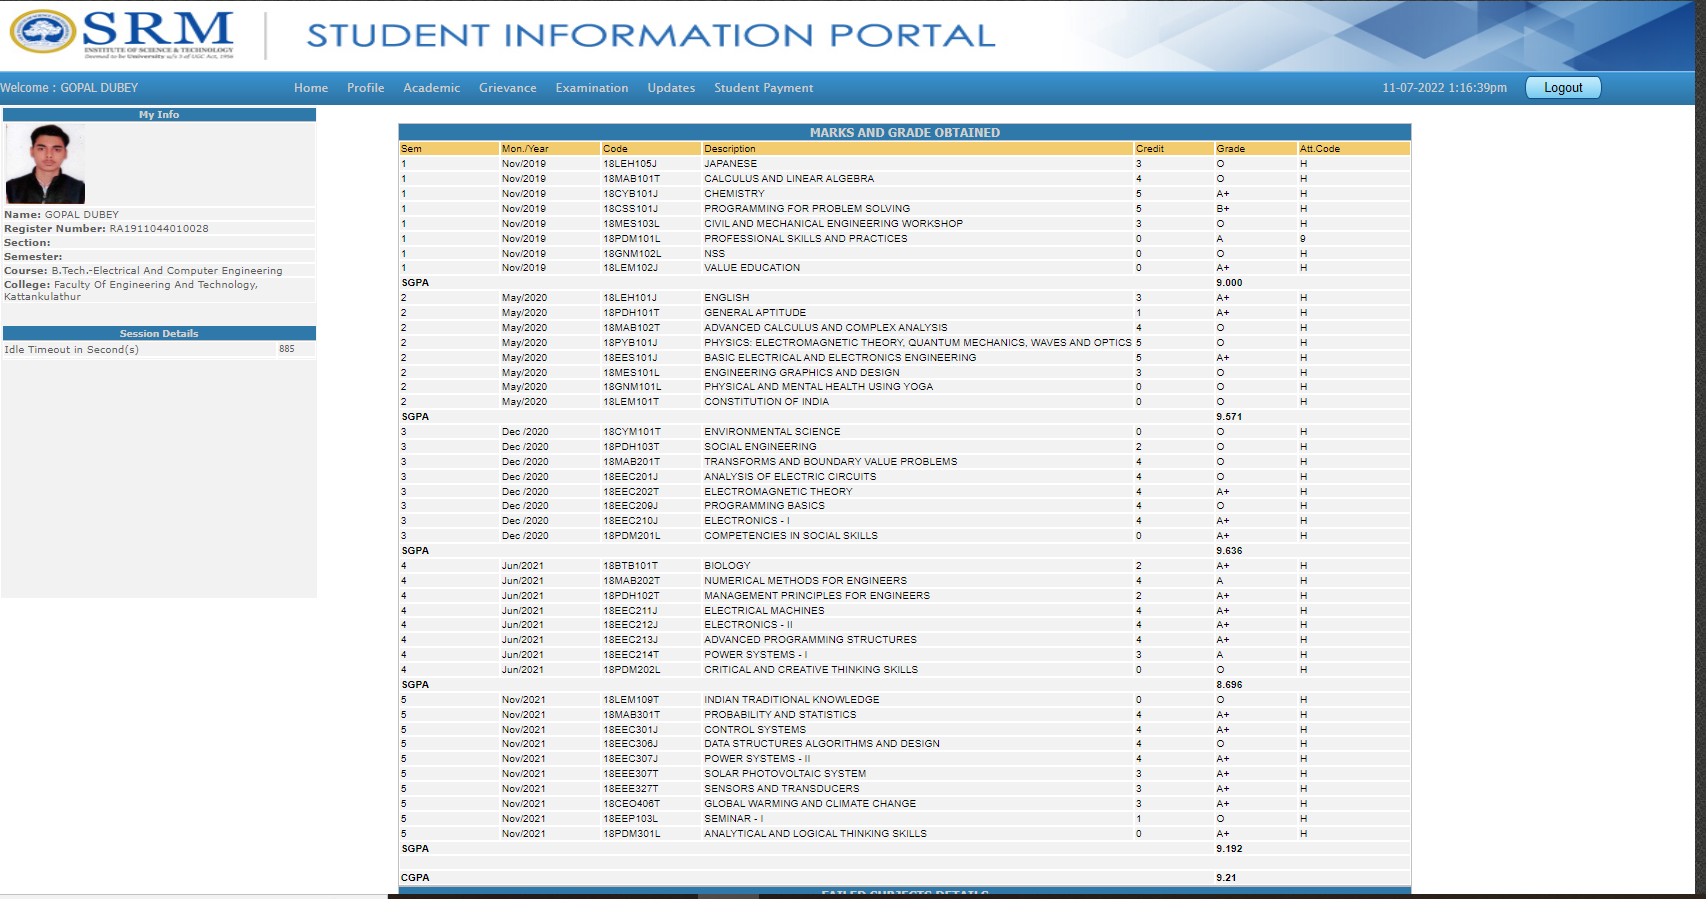 SRM
INSTITUTE OF SCIENCE & TECHNOLOGY
Deemed to be University u/s 3 of UGC Act, 1956
STUDENT INFORMATION PORTAL
Welcome : GOPAL DUBEY Home Profile Academic Grievance Examination Updates Student Payment 11-07-2022 1:16:39pm Logout
My Info
Name: GOPAL DUBEY
Register Number: RA1911044010028
Section:
Semester:
Course: B.Tech.-Electrical And Computer Engineering
College: Faculty Of Engineering And Technology,
Kattankulathur
Session Details
Idle Timeout in Second(s) 885
MARKS AND GRADE OBTAINED
Sem Mon./Year Code Description Credit Grade Att.Code
1 Nov/2019 18LEH105J JAPANESE 3 O H
1 Nov/2019 18MAB101T CALCULUS AND LINEAR ALGEBRA 4 O H
1 Nov/2019 18CYB101J CHEMISTRY 5 A+ H
1 Nov/2019 18CSS101J PROGRAMMING FOR PROBLEM SOLVING 5 B+ H
1 Nov/2019 18MES103L CIVIL AND MECHANICAL ENGINEERING WORKSHOP 3 O H
1 Nov/2019 18PDM101L PROFESSIONAL SKILLS AND PRACTICES 0 A 9
1 Nov/2019 18GNM102L NSS 0 O H
1 Nov/2019 18LEM102J VALUE EDUCATION 0 A+ H
SGPA 9.000
2 May/2020 18LEH101J ENGLISH 3 A+ H
2 May/2020 18PDH101T GENERAL APTITUDE 1 A+ H
2 May/2020 18MAB102T ADVANCED CALCULUS AND COMPLEX ANALYSIS 4 O H
2 May/2020 18PYB101J PHYSICS: ELECTROMAGNETIC THEORY, QUANTUM MECHANICS, WAVES AND OPTICS 5 O H
2 May/2020 18EES101J BASIC ELECTRICAL AND ELECTRONICS ENGINEERING 5 A+ H
2 May/2020 18MES101L ENGINEERING GRAPHICS AND DESIGN 3 O H
2 May/2020 18GNM101L PHYSICAL AND MENTAL HEALTH USING YOGA 0 O H
2 May/2020 18LEM101T CONSTITUTION OF INDIA 0 O H
SGPA 9.571
3 Dec /2020 18CYM101T ENVIRONMENTAL SCIENCE 0 O H
3 Dec /2020 18PDH103T SOCIAL ENGINEERING 2 O H
3 Dec /2020 18MAB201T TRANSFORMS AND BOUNDARY VALUE PROBLEMS 4 O H
3 Dec /2020 18EEC201J ANALYSIS OF ELECTRIC CIRCUITS 4 O H
3 Dec /2020 18EEC202T ELECTROMAGNETIC THEORY 4 A+ H
3 Dec /2020 18EEC209J PROGRAMMING BASICS 4 O H
3 Dec /2020 18EEC210J ELECTRONICS - I 4 A+ H
3 Dec /2020 18PDM201L COMPETENCIES IN SOCIAL SKILLS 0 A+ H
SGPA 9.636
4 Jun/2021 18BTB101T BIOLOGY 2 A+ H
4 Jun/2021 18MAB202T NUMERICAL METHODS FOR ENGINEERS 4 A H
4 Jun/2021 18PDH102T MANAGEMENT PRINCIPLES FOR ENGINEERS 2 A+ H
4 Jun/2021 18EEC211J ELECTRICAL MACHINES 4 A+ H
4 Jun/2021 18EEC212J ELECTRONICS - II 4 A+ H
4 Jun/2021 18EEC213J ADVANCED PROGRAMMING STRUCTURES 4 A+ H
4 Jun/2021 18EEC214T POWER SYSTEMS - I 3 A H
4 Jun/2021 18PDM202L CRITICAL AND CREATIVE THINKING SKILLS 0 O H
SGPA 8.696
5 Nov/2021 18LEM109T INDIAN TRADITIONAL KNOWLEDGE 0 O H
5 Nov/2021 18MAB301T PROBABILITY AND STATISTICS 4 A+ H
5 Nov/2021 18EEC301J CONTROL SYSTEMS 4 A+ H
5 Nov/2021 18EEC306J DATA STRUCTURES ALGORITHMS AND DESIGN 4 O H
5 Nov/2021 18EEC307J POWER SYSTEMS - II 4 A+ H
5 Nov/2021 18EEE307T SOLAR PHOTOVOLTAIC SYSTEM 3 A+ H
5 Nov/2021 18EEE327T SENSORS AND TRANSDUCERS 3 A+ H
5 Nov/2021 18CEO406T GLOBAL WARMING AND CLIMATE CHANGE 3 A+ H
5 Nov/2021 18EEP103L SEMINAR - I 1 O H
5 Nov/2021 18PDM301L ANALYTICAL AND LOGICAL THINKING SKILLS 0 A+ H
SGPA 9.192
CGPA 9.21
FAILED SUBJECTS DETAILS